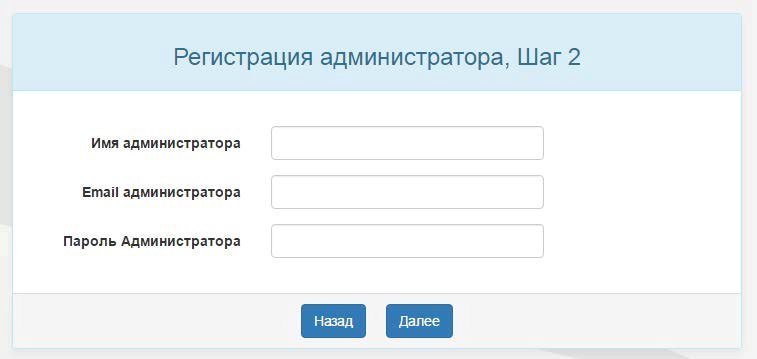 Регистрация администратора, Шаг 2
Имя администратора
Email администратора
Пароль Администратора
Назад Далее